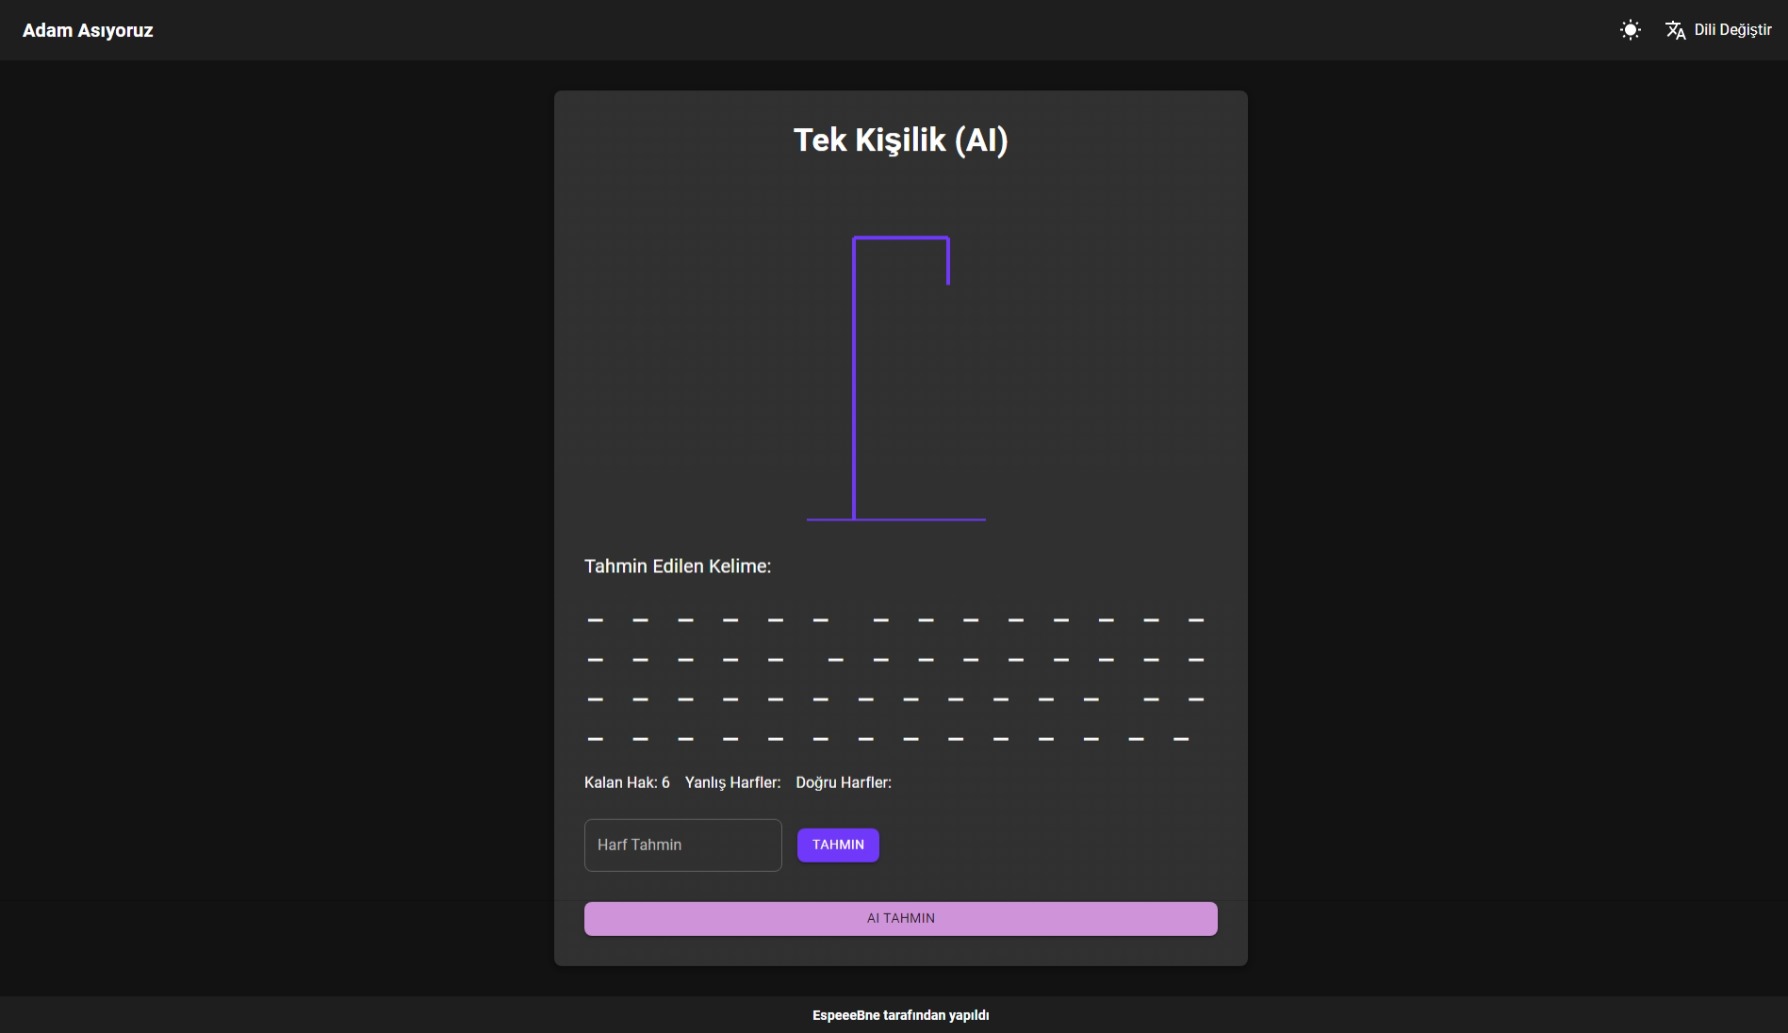 Adam Asıyoruz
Dili Değiştir
Tek Kişilik (AI)
Tahmin Edilen Kelime:
_ _ _ _ _ _  _ _ _ _ _ _ _ _
_ _ _ _ _  _ _ _ _ _ _ _ _ _
_ _ _ _ _ _ _ _ _ _ _ _  _ _
_ _ _ _ _ _ _ _ _ _ _ _ _ _
Kalan Hak: 6 Yanlış Harfler: Doğru Harfler:
Harf Tahmin
TAHMIN
AI TAHMIN
EspeeeBne tarafından yapıldı